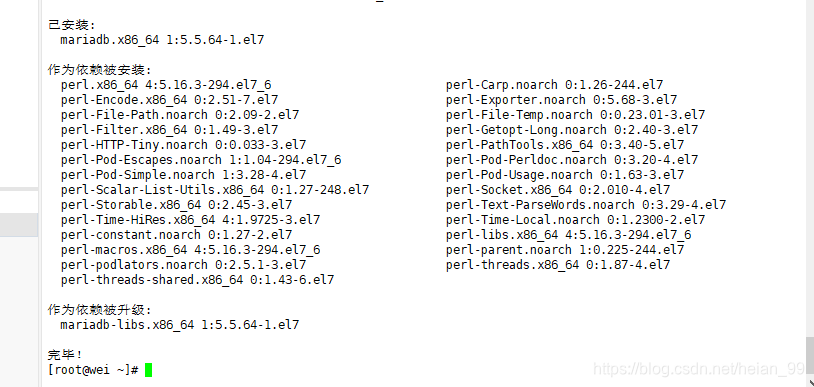 已安装:
mariadb.x86_64 1:5.5.64-1.el7
作为依赖被安装:
perl.x86_64 4:5.16.3-294.el7_6 perl-Carp.noarch 0:1.26-244.el7
perl-Encode.x86_64 0:2.51-7.el7 perl-Exporter.noarch 0:5.68-3.el7
perl-File-Path.noarch 0:2.09-2.el7 perl-File-Temp.noarch 0:0.23.01-3.el7
perl-Filter.x86_64 0:1.49-3.el7 perl-Getopt-Long.noarch 0:2.40-3.el7
perl-HTTP-Tiny.noarch 0:0.033-3.el7 perl-PathTools.x86_64 0:3.40-5.el7
perl-Pod-Escapes.noarch 1:1.04-294.el7_6 perl-Pod-Perldoc.noarch 0:3.20-4.el7
perl-Pod-Simple.noarch 1:3.28-4.el7 perl-Pod-Usage.noarch 0:1.63-3.el7
perl-Scalar-List-Utils.x86_64 0:1.27-248.el7 perl-Socket.x86_64 0:2.010-4.el7
perl-Storable.x86_64 0:2.45-3.el7 perl-Text-ParseWords.noarch 0:3.29-4.el7
perl-Time-HiRes.x86_64 4:1.9725-3.el7 perl-Time-Local.noarch 0:1.2300-2.el7
perl-constant.noarch 0:1.27-2.el7 perl-libs.x86_64 4:5.16.3-294.el7_6
perl-macros.x86_64 4:5.16.3-294.el7_6 perl-parent.noarch 1:0.225-244.el7
perl-podlators.noarch 0:2.5.1-3.el7 perl-threads.x86_64 0:1.87-4.el7
perl-threads-shared.x86_64 0:1.43-6.el7
作为依赖被升级:
mariadb-libs.x86_64 1:5.5.64-1.el7
完毕！
[root@wei ~]#
https://blog.csdn.net/heian_99